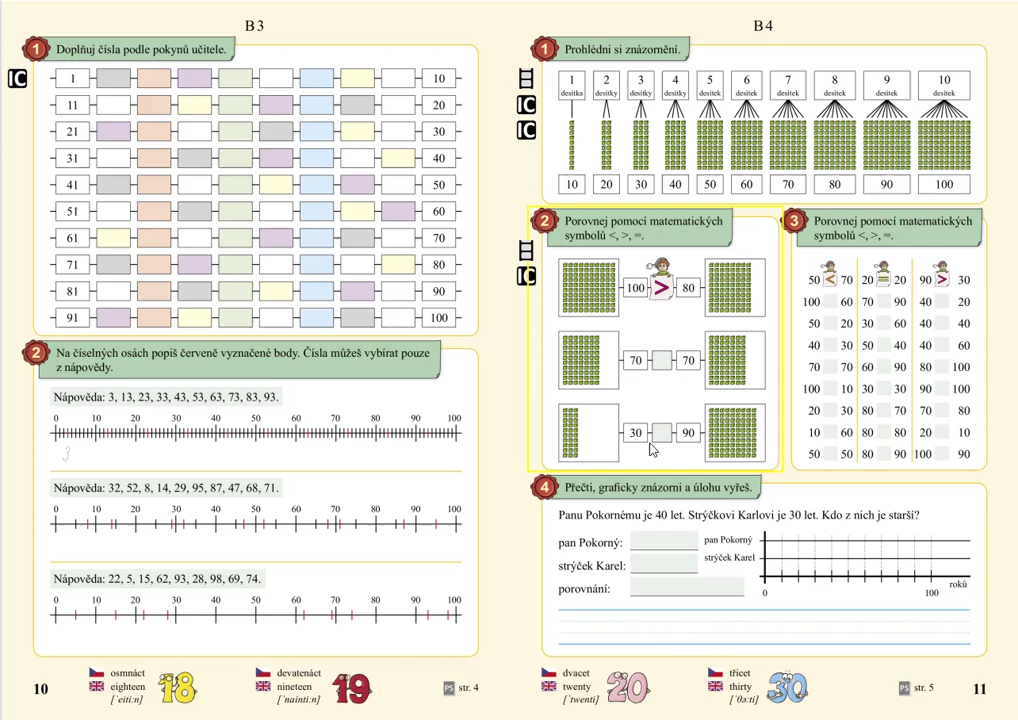 B 3
1 Doplňuj čísla podle pokynů učitele.
IC
1 10
11 20
21 30
31 40
41 50
51 60
61 70
71 80
81 90
91 100
2 Na číselných osách popiš červeně vyznačené body. Čísla můžeš vybírat pouze
z nápovědy.
Nápověda: 3, 13, 23, 33, 43, 53, 63, 73, 83, 93.
0 10 20 30 40 50 60 70 80 90 100
3
Nápověda: 32, 52, 8, 14, 29, 95, 87, 47, 68, 71.
0 10 20 30 40 50 60 70 80 90 100
Nápověda: 22, 5, 15, 62, 93, 28, 98, 69, 74.
0 10 20 30 40 50 60 70 80 90 100
10
osmnáct
eighteen
[ˈeitiːn]
18
devatenáct
nineteen
[ˈnaintiːn]
19
PS str. 4
B 4
1 Prohlédni si znázornění.
IC
IC
1 2 3 4 5 6 7 8 9 10
desítka desítky desítky desítky desítek desítek desítek desítek desítek desítek
10 20 30 40 50 60 70 80 90 100
2 Porovnej pomocí matematických
symbolů <, >, =.
IC
100 > 80
70 70
30 90
3 Porovnej pomocí matematických
symbolů <, >, =.
50 < 70 20 = 20 90 > 30
100 60 70 90 40 20
50 20 30 60 40 40
40 30 50 40 40 60
70 70 60 90 80 100
100 10 30 30 90 100
20 30 80 70 70 80
10 60 80 80 20 10
50 50 80 90 100 90
4 Přečti, graficky znázorni a úlohu vyřeš.
Panu Pokornému je 40 let. Strýčkovi Karlovi je 30 let. Kdo z nich je starší?
pan Pokorný:
strýček Karel:
porovnání:
pan Pokorný
strýček Karel
roků
0 100
dvacet
twenty
[ˈtwenti]
20
třicet
thirty
[ˈθəːti]
30
PS str. 5
11